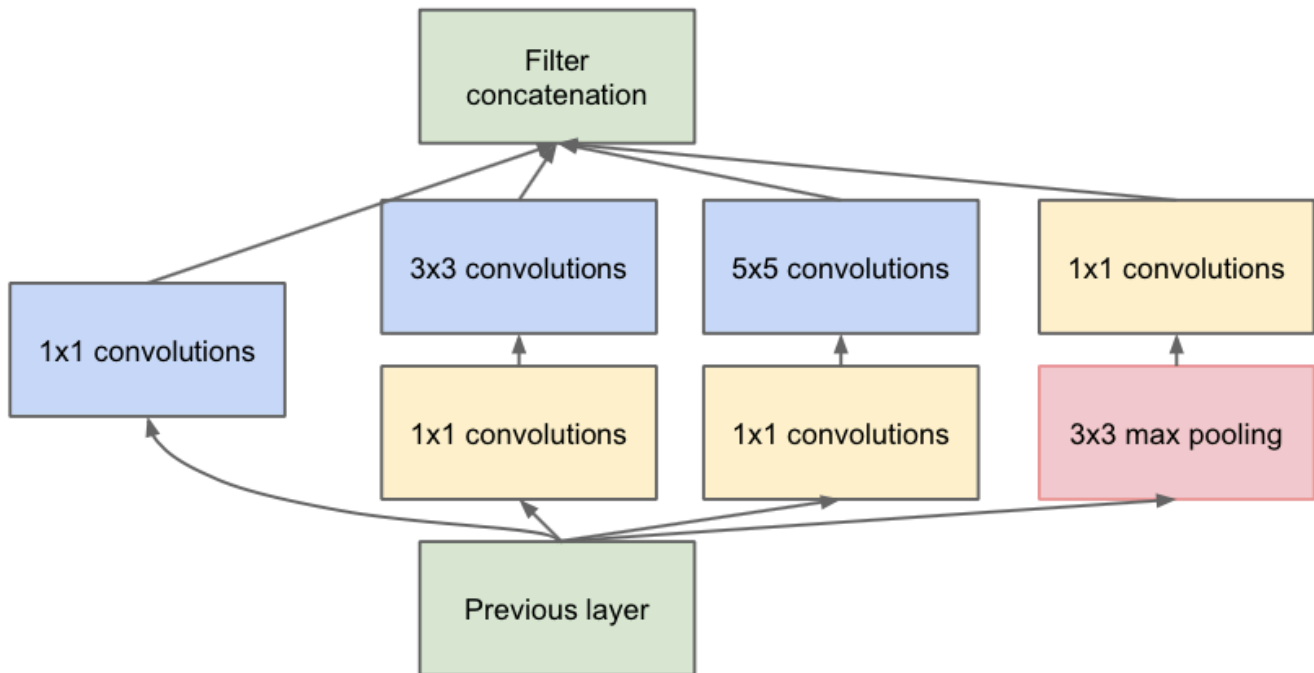 Filter
concatenation
3x3 convolutions
5x5 convolutions
1x1 convolutions
1x1 convolutions
1x1 convolutions
1x1 convolutions
3x3 max pooling
Previous layer